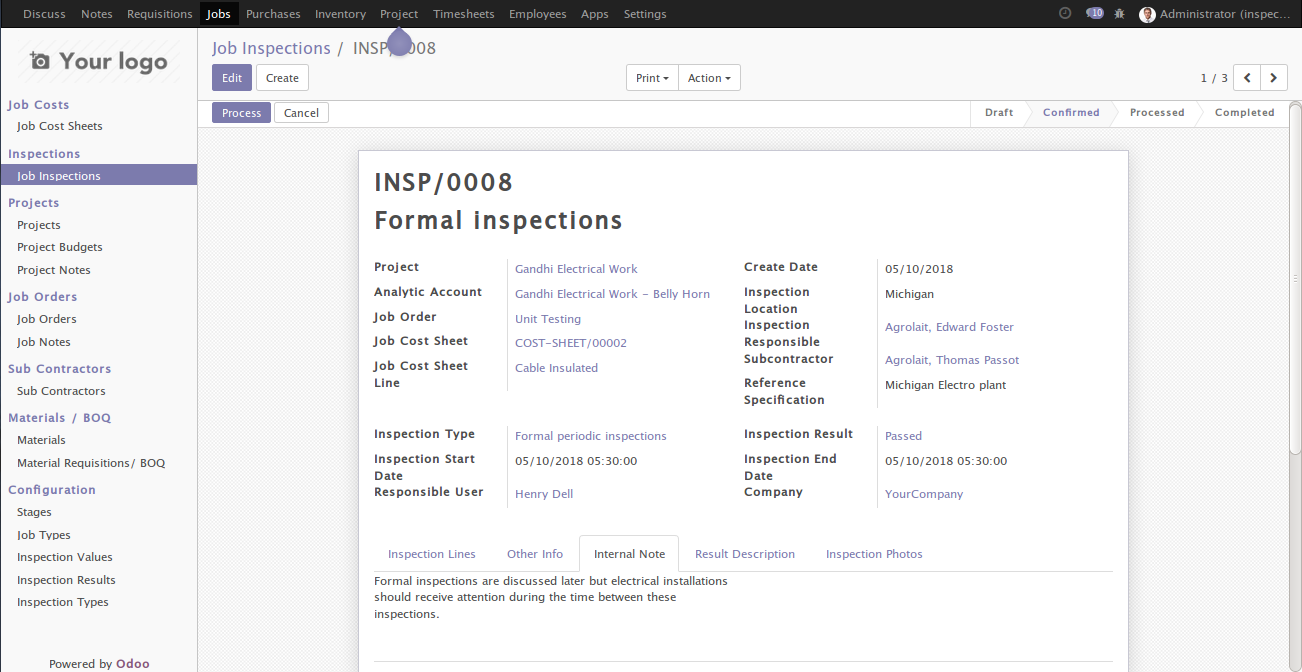 Discuss Notes Requisitions Jobs Purchases Inventory Project Timesheets Employees Apps Settings 10 Administrator (inspec...
Your logo
Job Costs
Job Cost Sheets
Inspections
Job Inspections
Projects
Projects
Project Budgets
Project Notes
Job Orders
Job Orders
Job Notes
Sub Contractors
Sub Contractors
Materials / BOQ
Materials
Material Requisitions/ BOQ
Configuration
Stages
Job Types
Inspection Values
Inspection Results
Inspection Types
Powered by Odoo
Job Inspections / INSP/0008
Edit Create Print Action 1 / 3
Process Cancel Draft Confirmed Processed Completed
INSP/0008
Formal inspections
Project Gandhi Electrical Work
Analytic Account Gandhi Electrical Work - Belly Horn
Job Order Unit Testing
Job Cost Sheet COST-SHEET/00002
Job Cost Sheet Cable Insulated
Line
Create Date 05/10/2018
Inspection Michigan
Location
Inspection Agrolait, Edward Foster
Responsible
Subcontractor Agrolait, Thomas Passot
Reference Michigan Electro plant
Specification
Inspection Type Formal periodic inspections
Inspection Start 05/10/2018 05:30:00
Date
Responsible User Henry Dell
Inspection Result Passed
Inspection End 05/10/2018 05:30:00
Date
Company YourCompany
Inspection Lines Other Info Internal Note Result Description Inspection Photos
Formal inspections are discussed later but electrical installations
should receive attention during the time between these
inspections.